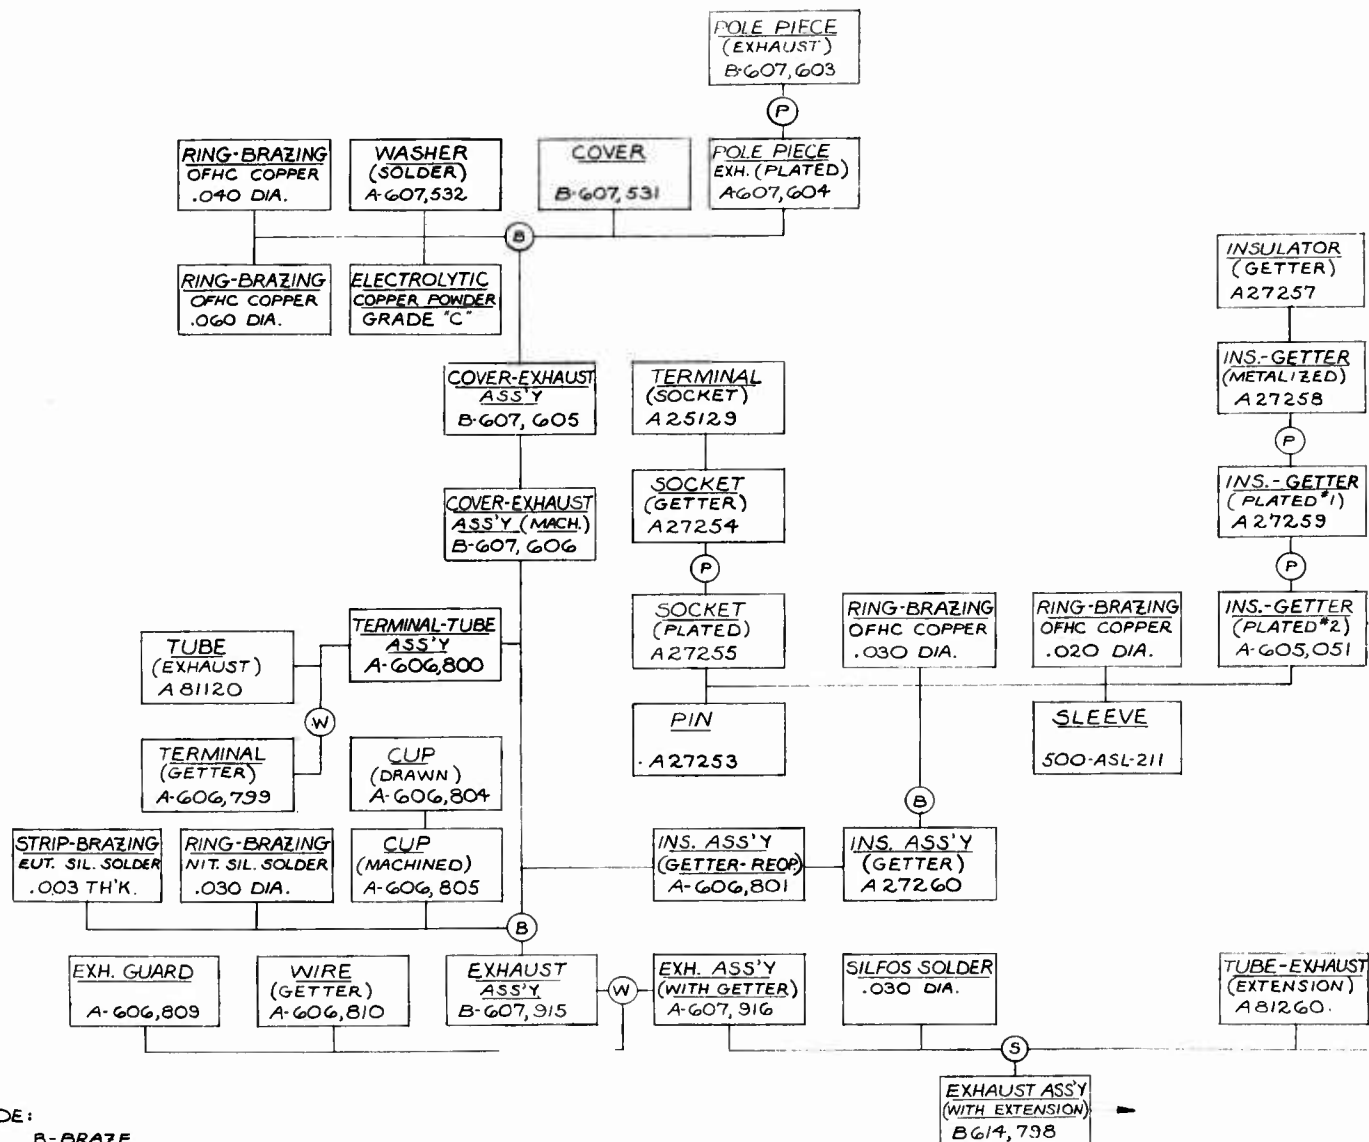 POLE PIECE
(EXHAUST)
B-607,603
P
RING-BRAZING
OFHC COPPER
.040 DIA.
WASHER
(SOLDER)
A-607,532
COVER
B-607,531
POLE PIECE
EXH. (PLATED)
A-607,604
B
RING-BRAZING
OFHC COPPER
.060 DIA.
ELECTROLYTIC
COPPER POWDER
GRADE "C"
INSULATOR
(GETTER)
A27257
COVER-EXHAUST
ASS'Y
B-607,605
TERMINAL
(SOCKET)
A25129
INS.-GETTER
(METALIZED)
A27258
P
COVER-EXHAUST
ASS'Y (MACH.)
B-607,606
SOCKET
(GETTER)
A27254
INS.-GETTER
(PLATED #1)
A27259
P
P
TUBE
(EXHAUST)
A81120
TERMINAL-TUBE
ASS'Y
A-606,800
SOCKET
(PLATED)
A27255
RING-BRAZING
OFHC COPPER
.030 DIA.
RING-BRAZING
OFHC COPPER
.020 DIA.
INS.-GETTER
(PLATED #2)
A-605,051
W
TERMINAL
(GETTER)
A-606,799
CUP
(DRAWN)
A-606,804
PIN
A27253
SLEEVE
500-ASL-211
B
STRIP-BRAZING
EUT. SIL. SOLDER
.003 TH'K.
RING-BRAZING
NIT. SIL. SOLDER
.030 DIA.
CUP
(MACHINED)
A-606,805
INS. ASS'Y
(GETTER-REOP.)
A-606,801
INS. ASS'Y
(GETTER)
A27260
B
EXH. GUARD
A-606,809
WIRE
(GETTER)
A-606,810
EXHAUST
ASS'Y
B-607,915
W
EXH. ASS'Y
(WITH GETTER)
A-607,916
SILFOS SOLDER
.030 DIA.
TUBE-EXHAUST
(EXTENSION)
A81260.
S
EXHAUST ASS'Y
(WITH EXTENSION)
B614,798
DE:
B-BRAZE